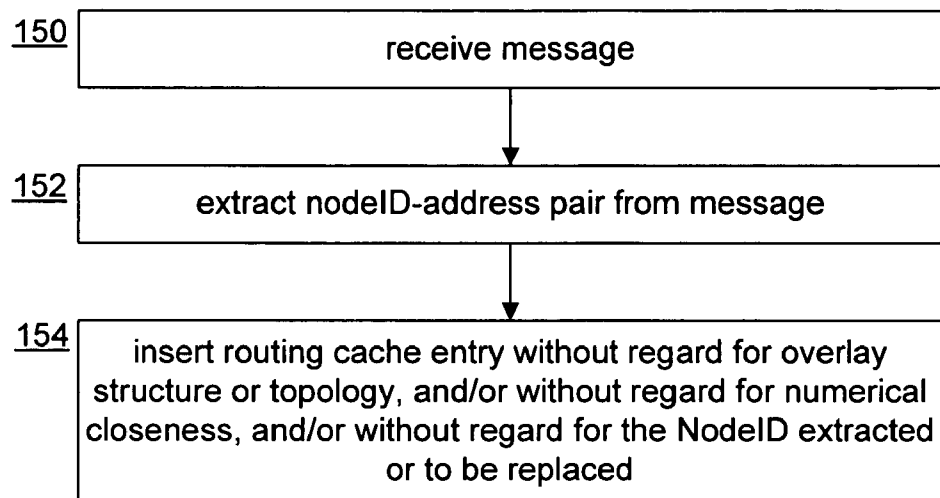 150
receive message
152
extract nodeID-address pair from message
154
insert routing cache entry without regard for overlay
structure or topology, and/or without regard for numerical
closeness, and/or without regard for the NodeID extracted
or to be replaced